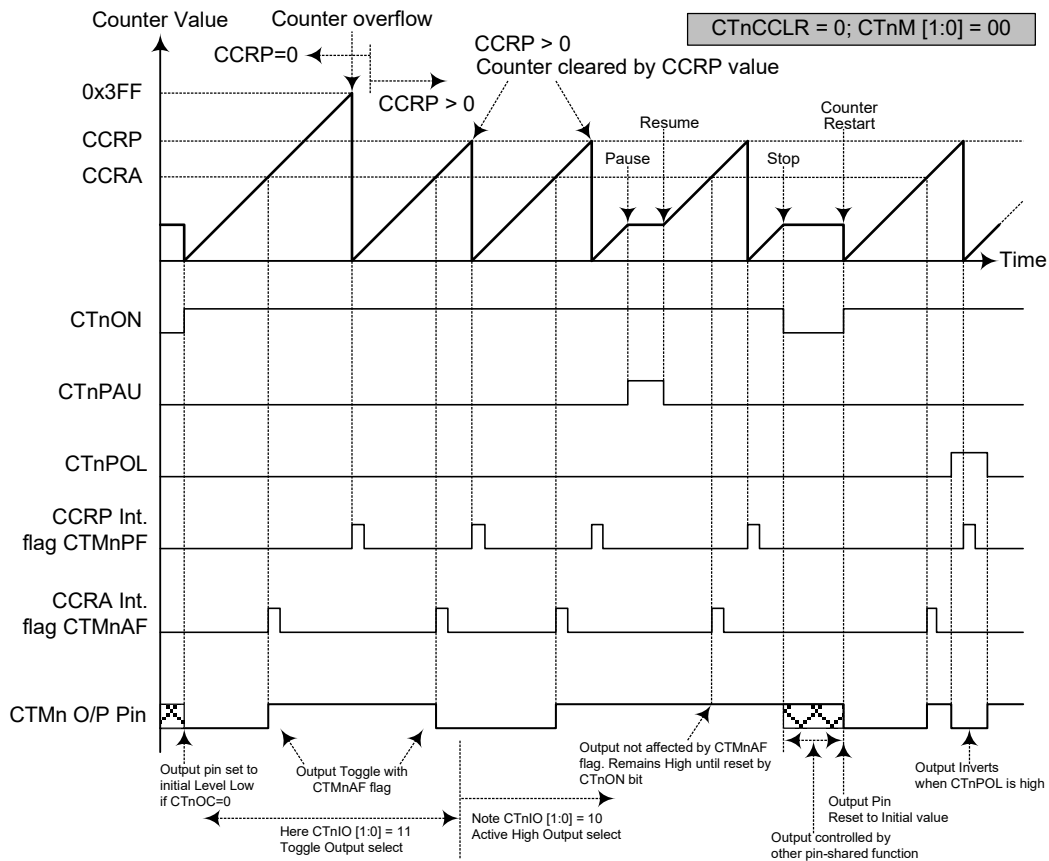 Counter Value
Counter overflow
CTnCCLR = 0; CTnM [1:0] = 00
CCRP=0
CCRP > 0
CCRP > 0
Counter cleared by CCRP value
0x3FF
CCRP
CCRA
Pause
Resume
Stop
Counter
Restart
Time
CTnON
CTnPAU
CTnPOL
CCRP Int.
flag CTMnPF
CCRA Int.
flag CTMnAF
CTMn O/P Pin
Output pin set to
initial Level Low
if CTnOC=0
Output Toggle with
CTMnAF flag
Output not affected by CTMnAF
flag. Remains High until reset by
CTnON bit
Output Inverts
when CTnPOL is high
Here CTnIO [1:0] = 11
Toggle Output select
Note CTnIO [1:0] = 10
Active High Output select
Output Pin
Reset to Initial value
Output controlled by
other pin-shared function